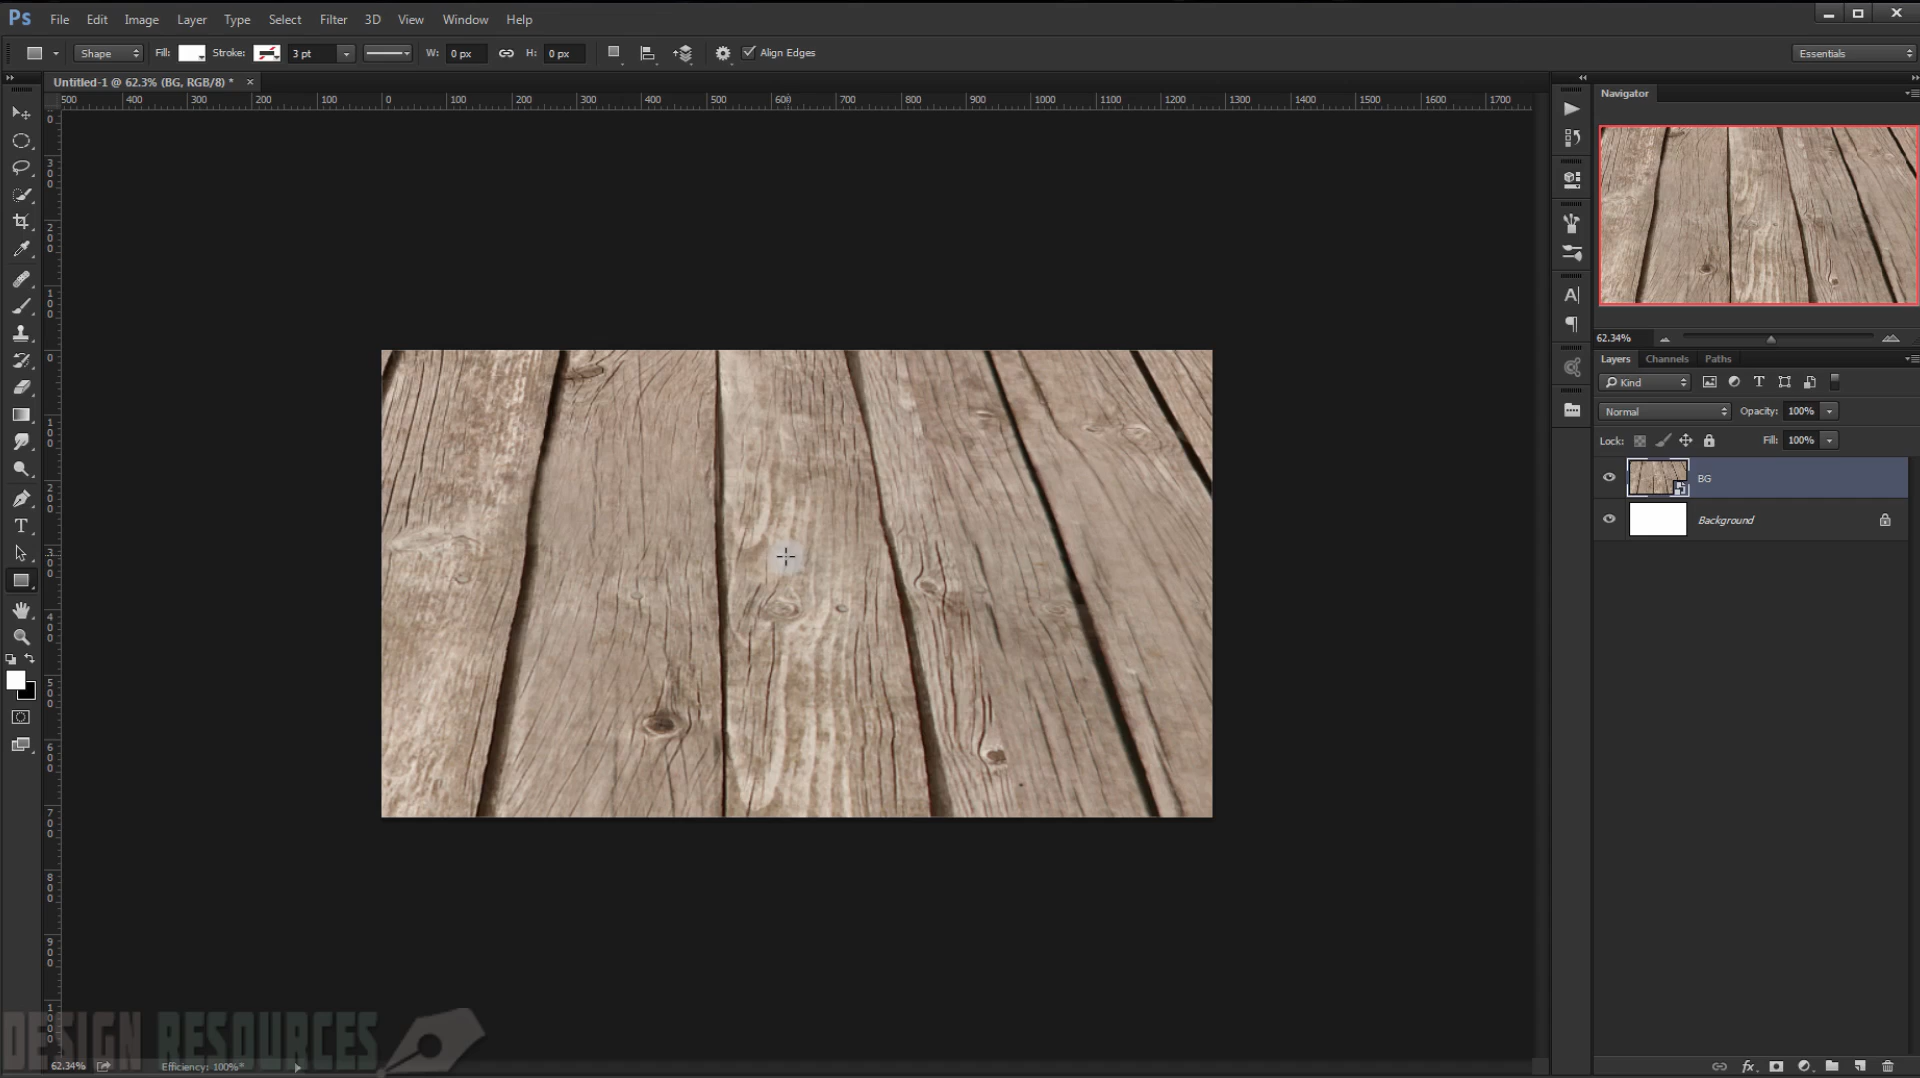 Ps File Edit Image Layer Type Select Filter 3D View Window Help
Shape Fill: Stroke: 3 pt W: 0 px H: 0 px Align Edges Essentials
Untitled-1 @ 62.3% (BG, RGB/8) * ×
500 400 300 200 100 0 100 200 300 400 500 600 700 800 900 1000 1100 1200 1300 1400 1500 1600 1700
Navigator
62.34%
Layers Channels Paths
Kind
Normal Opacity: 100%
Lock: Fill: 100%
BG
Background
DESIGN RESOURCES
62.34% Efficiency: 100%*